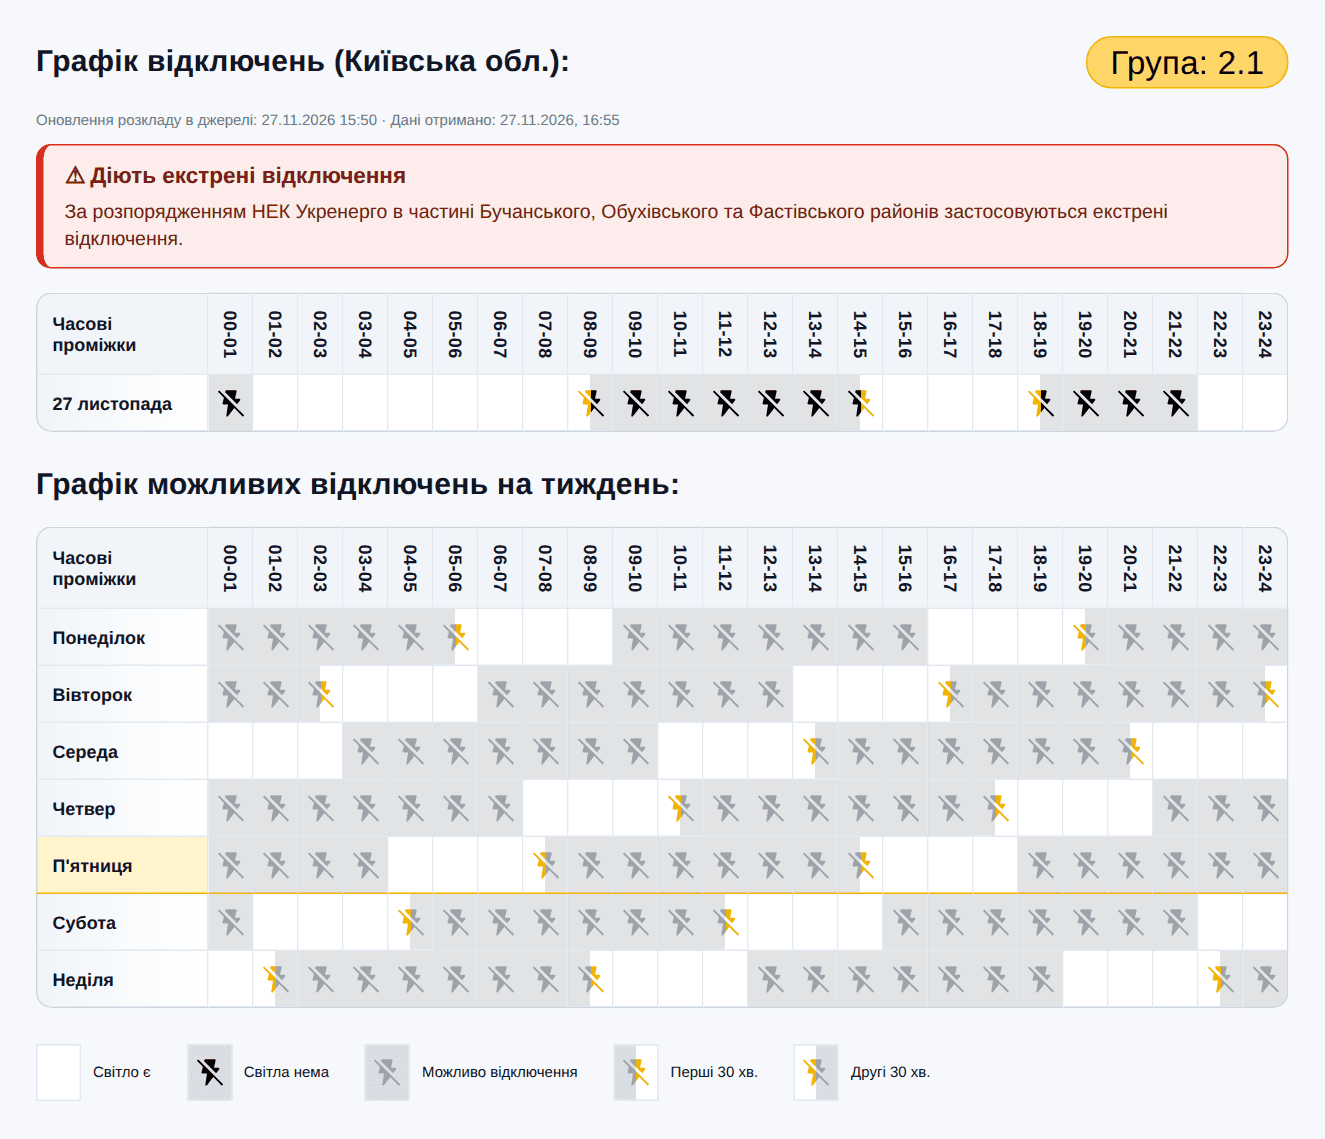 Графік відключень (Київська обл.):
Група: 2.1
Оновлення розкладу в джерелі: 27.11.2026 15:50 · Дані отримано: 27.11.2026, 16:55
⚠ Діють екстрені відключення
За розпорядженням НЕК Укренерго в частині Бучанського, Обухівського та Фастівського районів застосовуються екстрені
відключення.
Часові
проміжки
00-01 01-02 02-03 03-04 04-05 05-06 06-07 07-08 08-09 09-10 10-11 11-12 12-13 13-14 14-15 15-16 16-17 17-18 18-19 19-20 20-21 21-22 22-23 23-24
27 листопада
Графік можливих відключень на тиждень:
Часові
проміжки
00-01 01-02 02-03 03-04 04-05 05-06 06-07 07-08 08-09 09-10 10-11 11-12 12-13 13-14 14-15 15-16 16-17 17-18 18-19 19-20 20-21 21-22 22-23 23-24
Понеділок
Вівторок
Середа
Четвер
П'ятниця
Субота
Неділя
Світло є
Світла нема
Можливо відключення
Перші 30 хв.
Другі 30 хв.